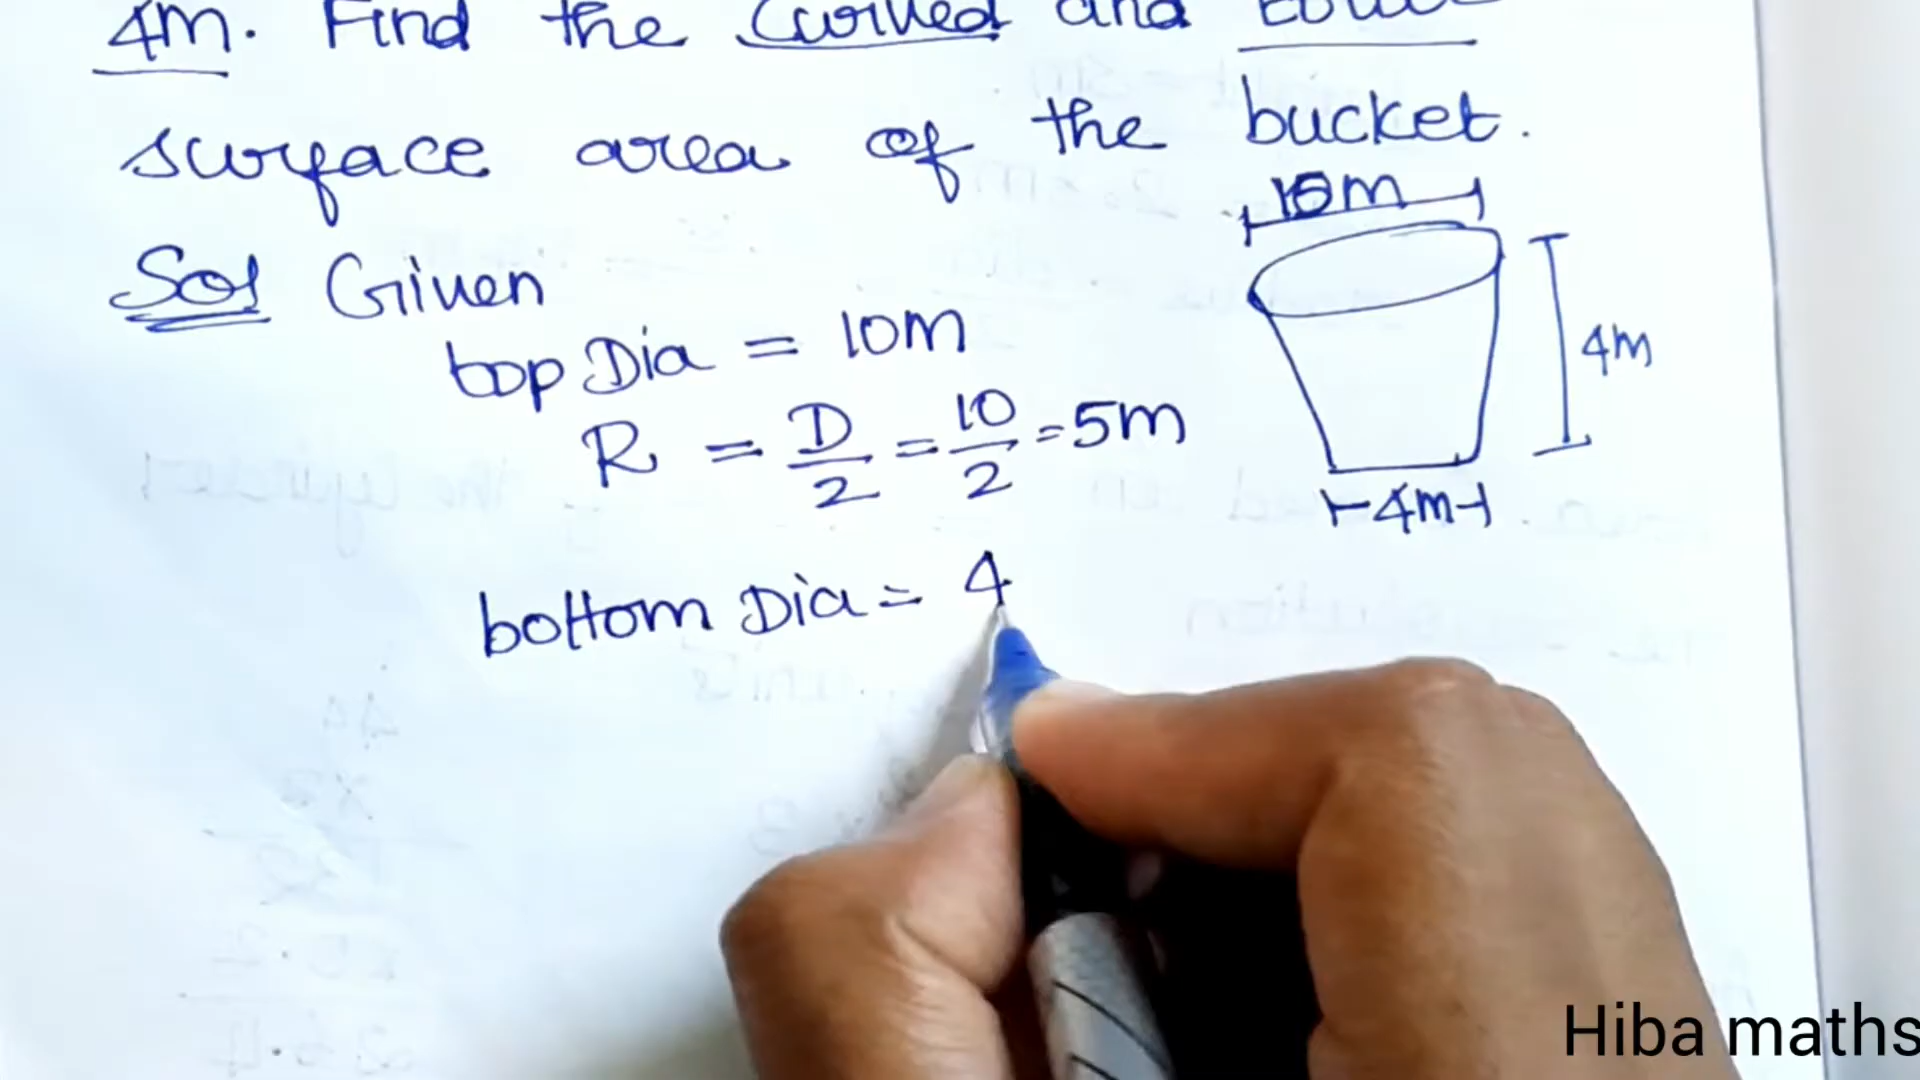 4m. Find the curved and total
surface area of the bucket.
Sol Given
10m
top Dia = 10m
4m
R = D/2 = 10/2 = 5m
4m
bottom Dia = 4
Hiba maths